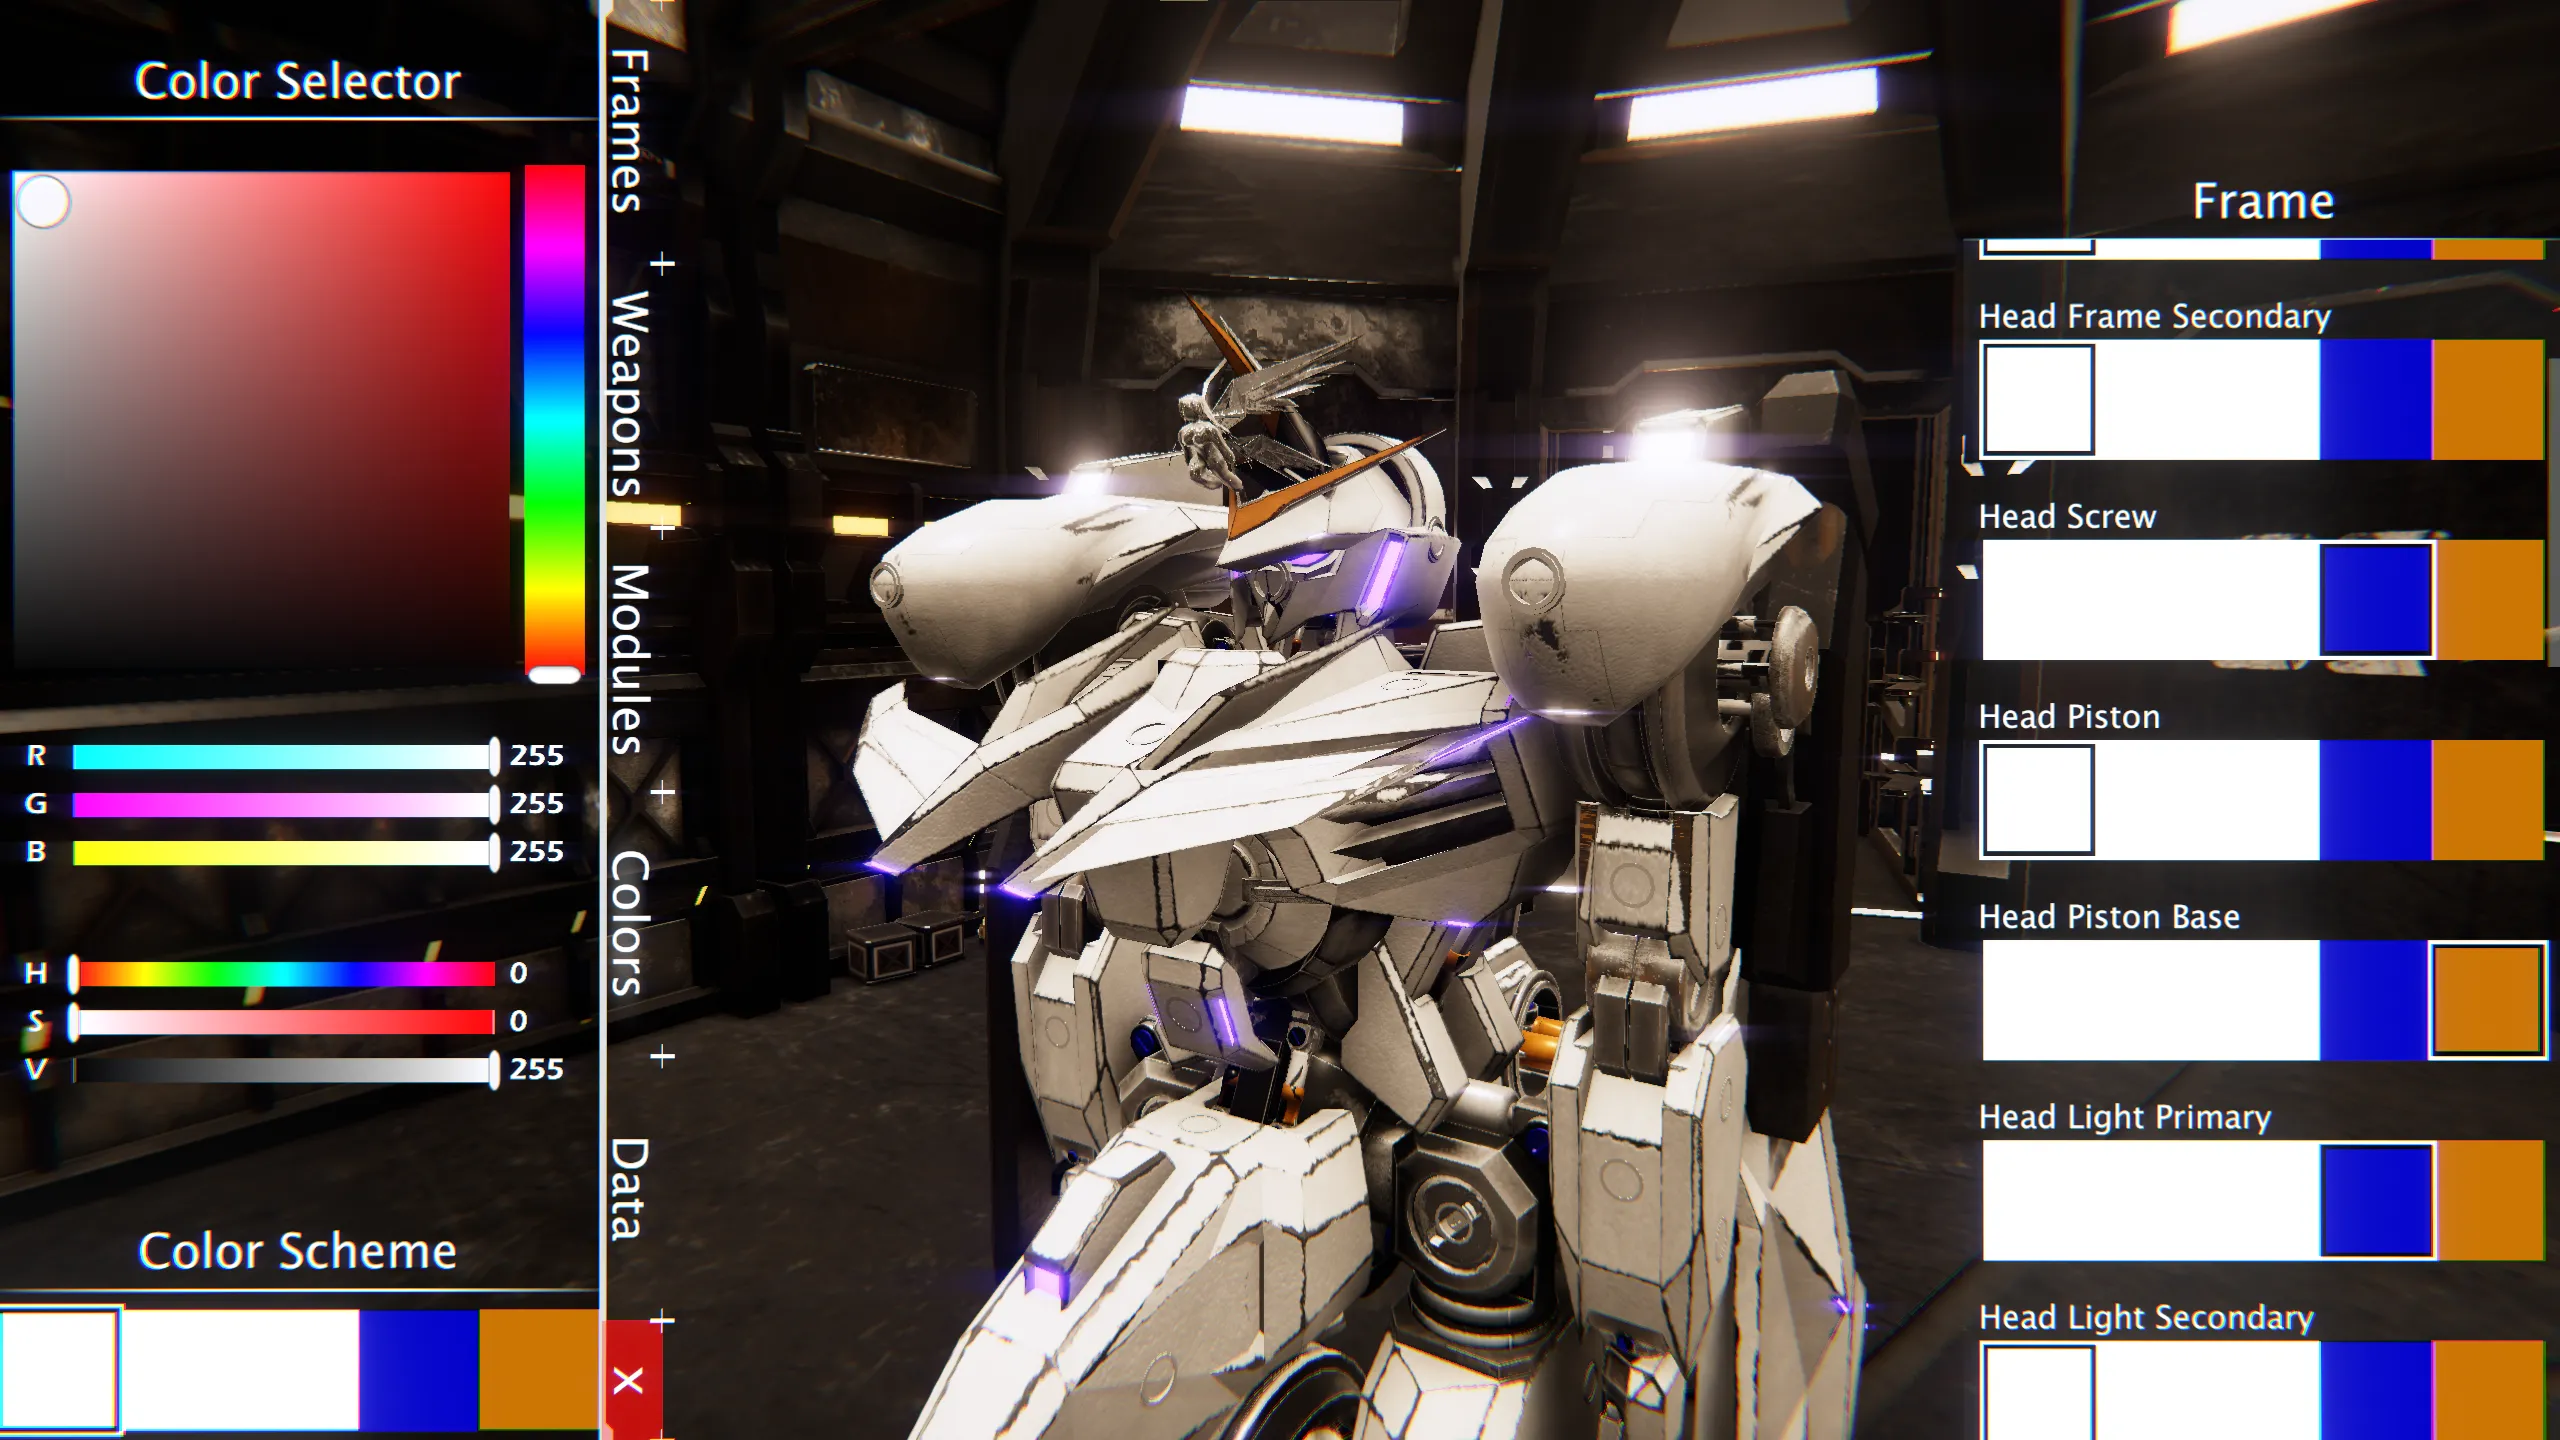 Color Selector
R 255
G 255
B 255
H 0
S 0
V 255
Color Scheme
Frames
Weapons
Modules
Colors
Data
X
Frame
Head Frame Secondary
Head Screw
Head Piston
Head Piston Base
Head Light Primary
Head Light Secondary